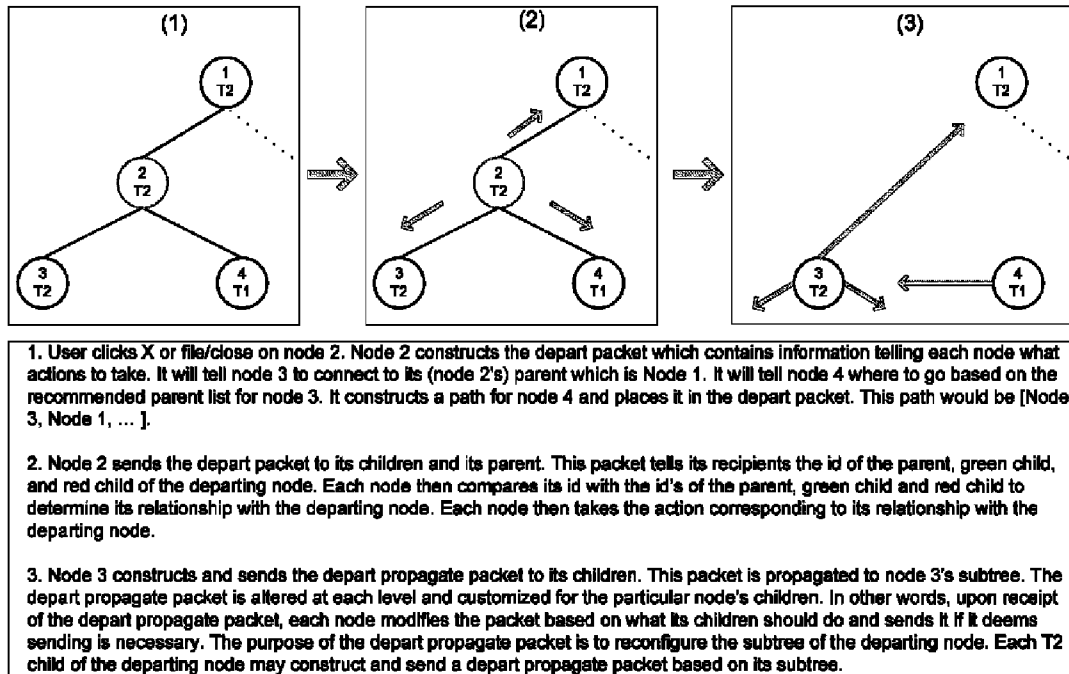 (1)
(2)
(3)
1
T2
1
T2
1
T2
2
T2
2
T2
3
T2
4
T1
3
T2
4
T1
3
T2
4
T1
1. User clicks X or file/close on node 2. Node 2 constructs the depart packet which contains information telling each node what
actions to take. It will tell node 3 to connect to its (node 2's) parent which is Node 1. It will tell node 4 where to go based on the
recommended parent list for node 3. It constructs a path for node 4 and places it in the depart packet. This path would be [Node
3, Node 1, ... ].
2. Node 2 sends the depart packet to its children and its parent. This packet tells its recipients the id of the parent, green child,
and red child of the departing node. Each node then compares its id with the id's of the parent, green child and red child to
determine its relationship with the departing node. Each node then takes the action corresponding to its relationship with the
departing node.
3. Node 3 constructs and sends the depart propagate packet to its children. This packet is propagated to node 3's subtree. The
depart propagate packet is altered at each level and customized for the particular node's children. In other words, upon receipt
of the depart propagate packet, each node modifies the packet based on what its children should do and sends it if it deems
sending is necessary. The purpose of the depart propagate packet is to reconfigure the subtree of the departing node. Each T2
child of the departing node may construct and send a depart propagate packet based on its subtree.